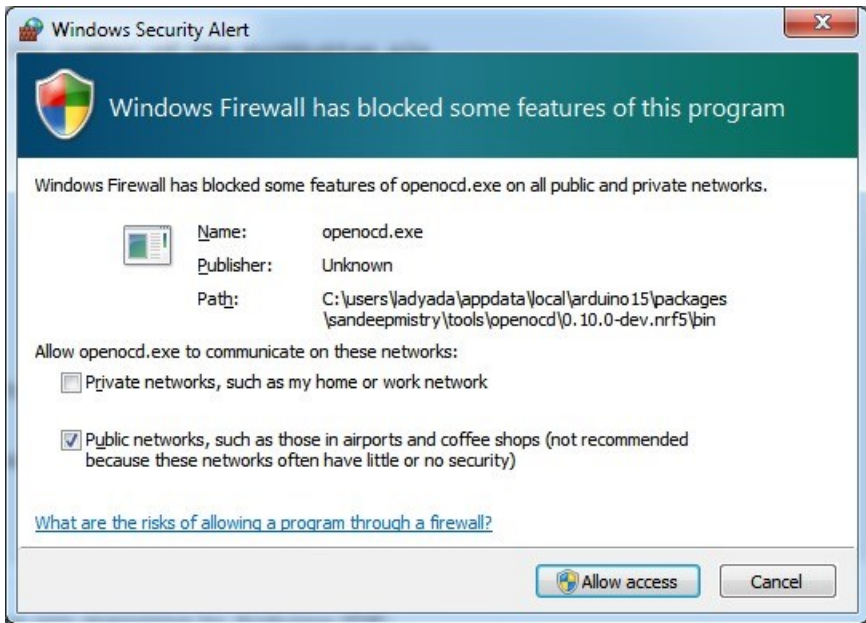 Windows Security Alert
Windows Firewall has blocked some features of this program
Windows Firewall has blocked some features of openocd.exe on all public and private networks.
Name: openocd.exe
Publisher: Unknown
Path: C:\users\ladyada\appdata\local\arduino15\packages
\sandeepmistry\tools\openocd\0.10.0-dev.nrf5\bin
Allow openocd.exe to communicate on these networks:
Private networks, such as my home or work network
Public networks, such as those in airports and coffee shops (not recommended
because these networks often have little or no security)
What are the risks of allowing a program through a firewall?
Allow access
Cancel